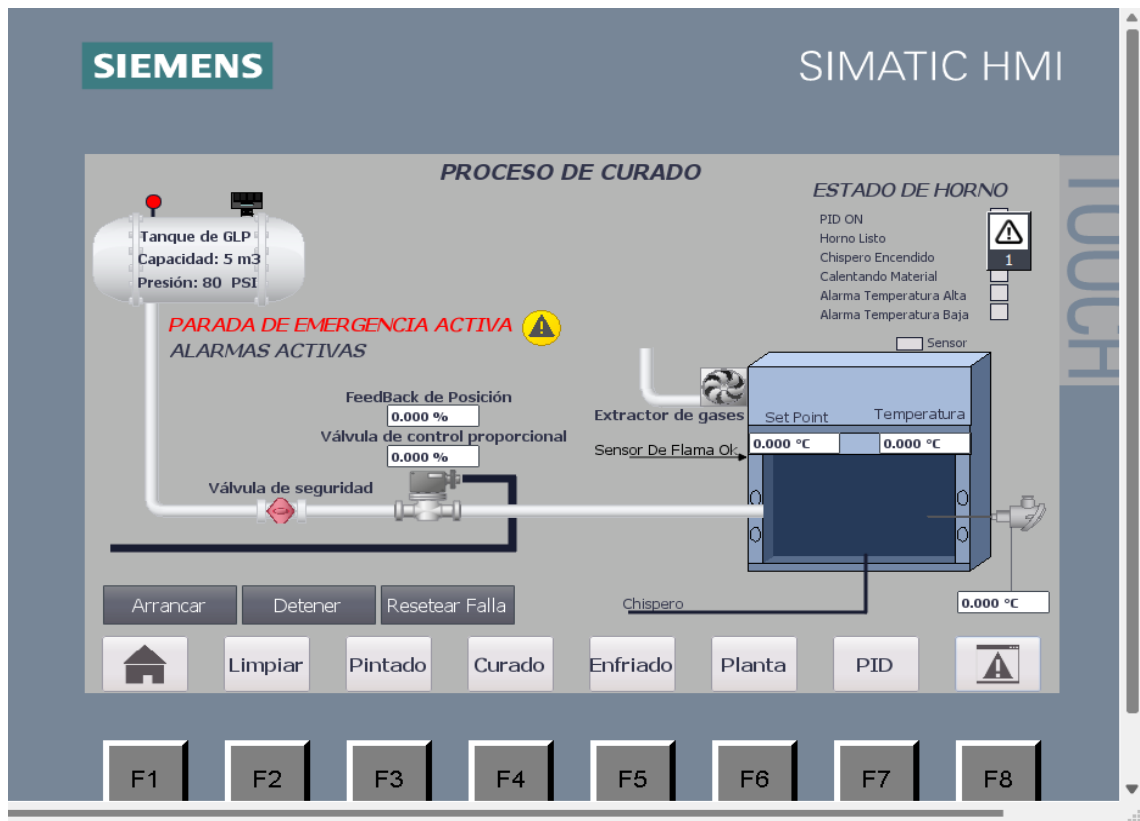 SIEMENS
SIMATIC HMI
TOUCH
PROCESO DE CURADO
ESTADO DE HORNO
PID ON
Horno Listo
Chispero Encendido
Calentando Material
Alarma Temperatura Alta
Alarma Temperatura Baja
1
Tanque de GLP
Capacidad: 5 m3
Presión: 80 PSI
PARADA DE EMERGENCIA ACTIVA
ALARMAS ACTIVAS
Sensor
FeedBack de Posición
0.000 %
Válvula de control proporcional
0.000 %
Extractor de gases
Set Point
Temperatura
Sensor De Flama Ok
0.000 °C
0.000 °C
Válvula de seguridad
Arrancar
Detener
Resetear Falla
Chispero
0.000 °C
Limpiar
Pintado
Curado
Enfriado
Planta
PID
F1
F2
F3
F4
F5
F6
F7
F8